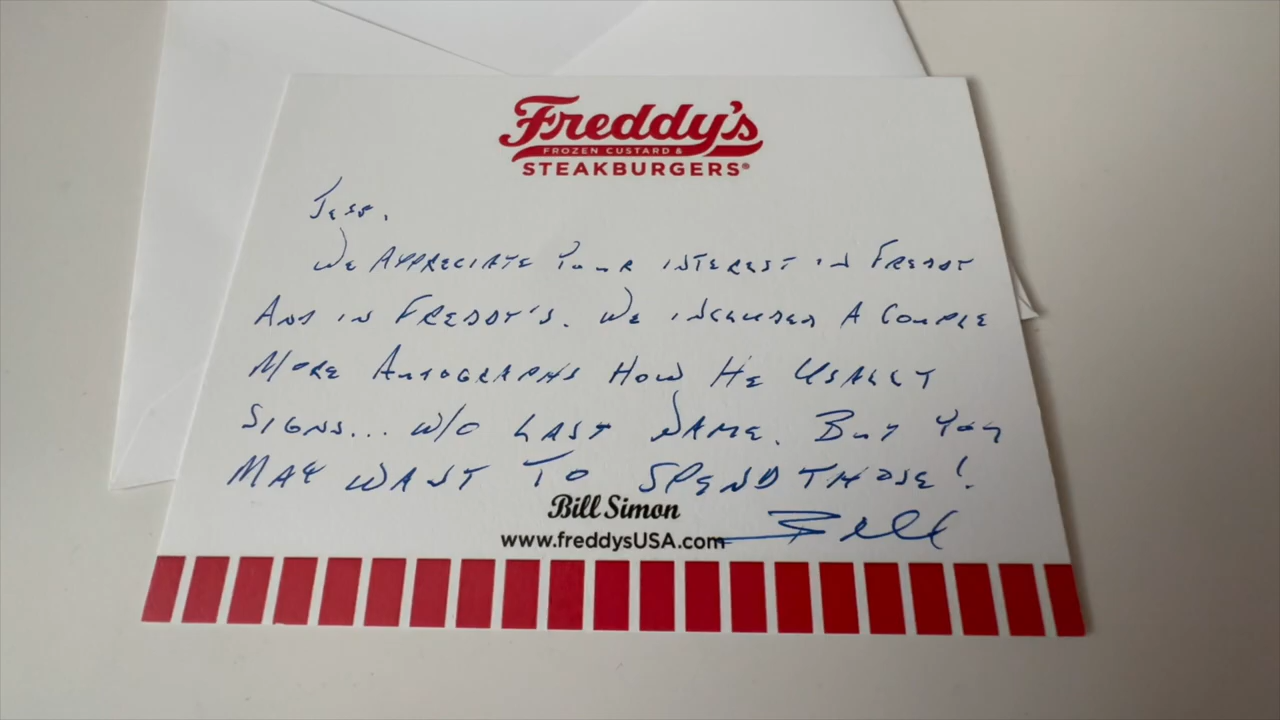 Freddy's
FROZEN CUSTARD &
STEAKBURGERS®
Jess,
WE APPRECIATE YOUR INTEREST IN FREDDY
AND IN FREDDY'S. WE INCLUDED A COUPLE
MORE AUTOGRAPHS HOW HE USUALLY
SIGNS... W/O LAST NAME. BUT YOU
MAY WANT TO SPEND THOSE!
Bill Simon
Bill
www.freddysUSA.com